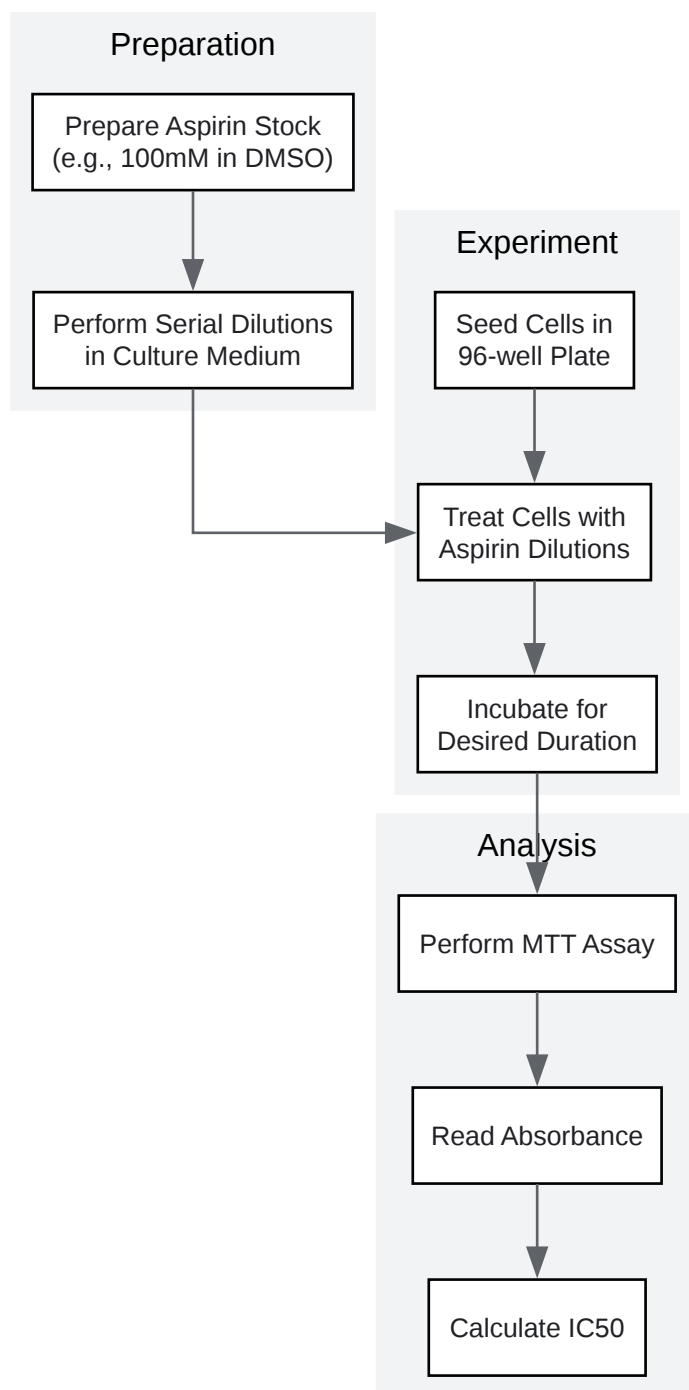 Preparation
Prepare Aspirin Stock
(e.g., 100mM in DMSO)
Perform Serial Dilutions
in Culture Medium
Experiment
Seed Cells in
96-well Plate
Treat Cells with
Aspirin Dilutions
Incubate for
Desired Duration
Analysis
Perform MTT Assay
Read Absorbance
Calculate IC50